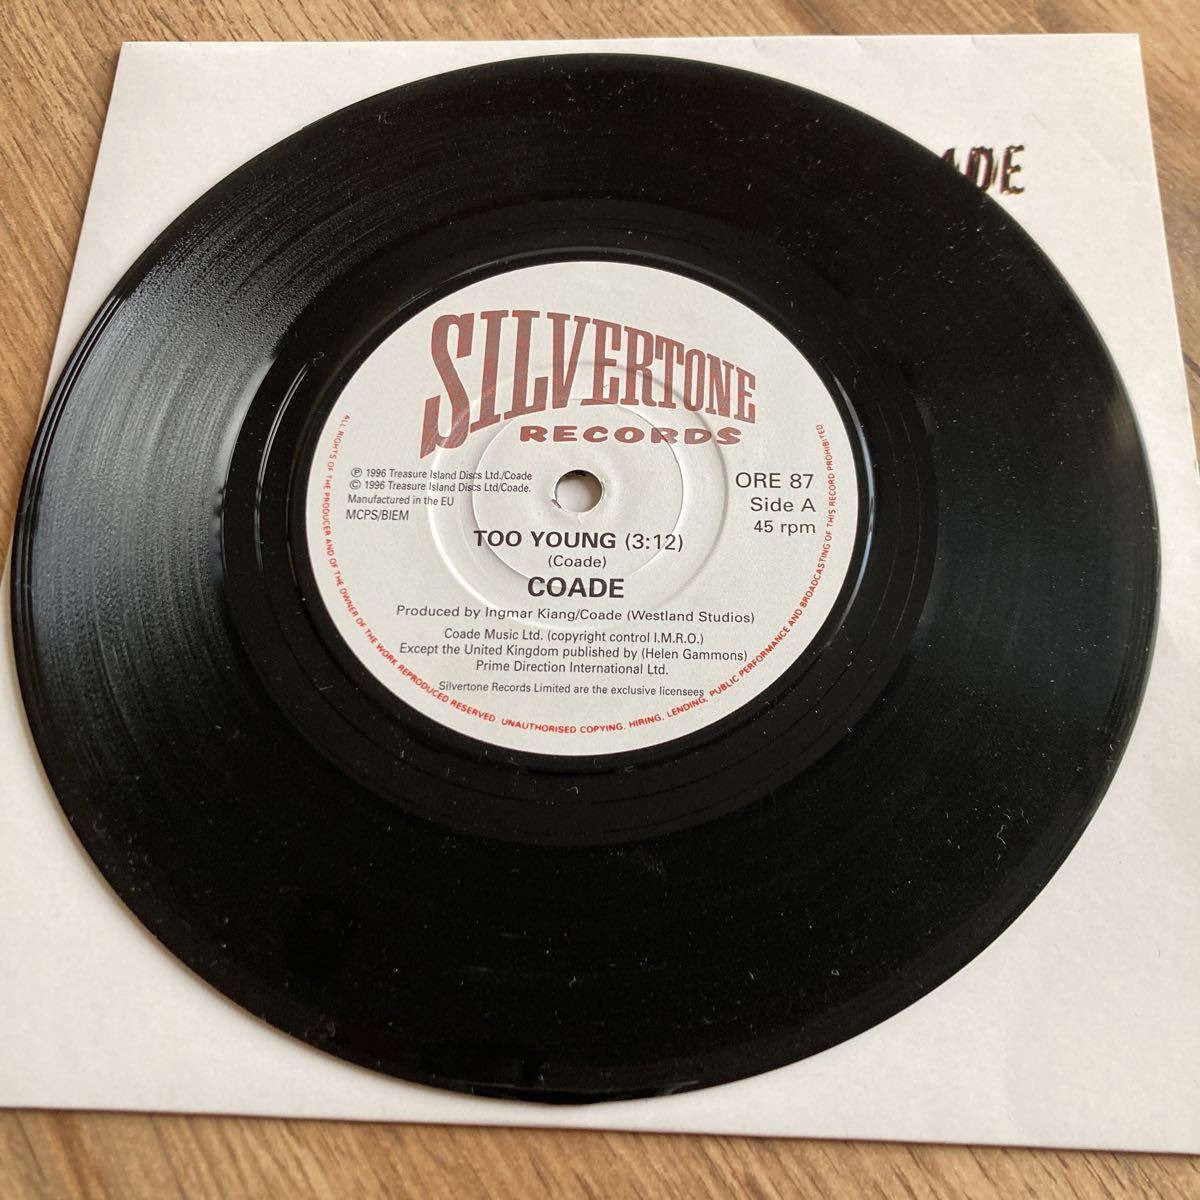 ADE
SILVERTONE
RECORDS
℗ 1996 Treasure Island Discs Ltd./Coade
© 1996 Treasure Island Discs Ltd/Coade.
Manufactured in the EU
MCPS/BIEM
ORE 87
Side A
45 rpm
TOO YOUNG (3:12)
(Coade)
COADE
Produced by Ingmar Kiang/Coade (Westland Studios)
Coade Music Ltd. (copyright control I.M.R.O.)
Except the United Kingdom published by (Helen Gammons)
Prime Direction International Ltd.
Silvertone Records Limited are the exclusive licensees
ALL RIGHTS OF THE PRODUCER AND OF THE OWNER OF THE WORK REPRODUCED RESERVED. UNAUTHORISED COPYING, HIRING, LENDING, PUBLIC PERFORMANCE AND BROADCASTING OF THIS RECORD PROHIBITED